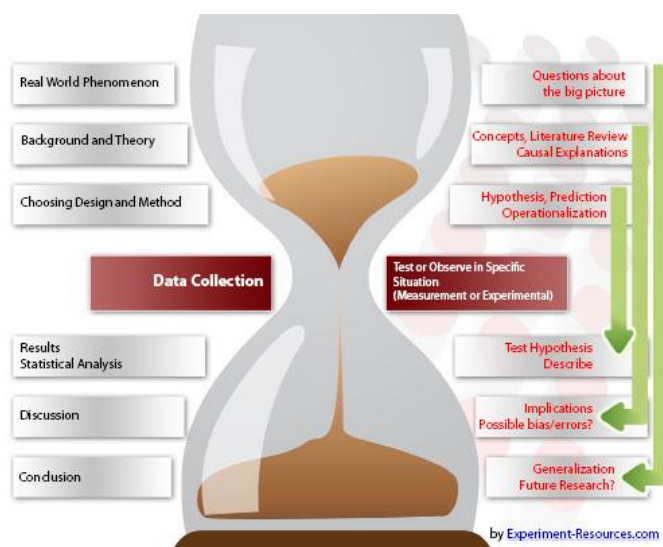 Real World Phenomenon
Questions about
the big picture
Background and Theory
Concepts, Literature Review
Causal Explanations
Choosing Design and Method
Hypothesis, Prediction
Operationalization
Data Collection
Test or Observe in Specific
Situation
(Measurement or Experimental)
Results
Statistical Analysis
Test Hypothesis
Describe
Discussion
Implications
Possible bias/errors?
Conclusion
Generalization
Future Research?
by Experiment-Resources.com